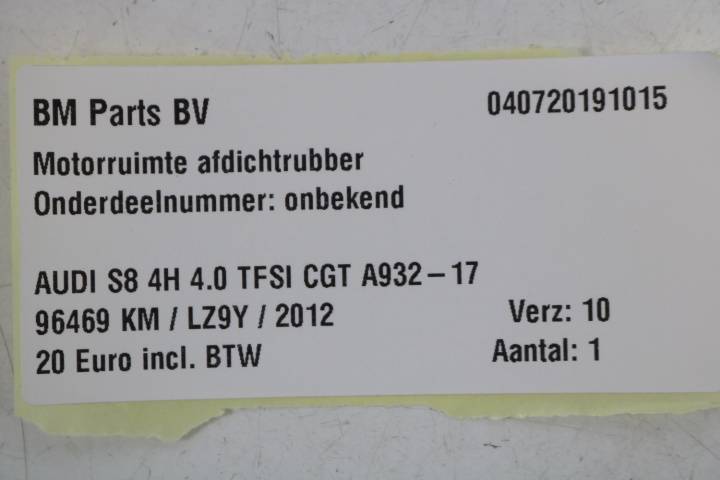 BM Parts BV 040720191015
Motorruimte afdichtrubber
Onderdeelnummer: onbekend
AUDI S8 4H 4.0 TFSI CGT A932-17
96469 KM / LZ9Y / 2012 Verz: 10
20 Euro incl. BTW Aantal: 1